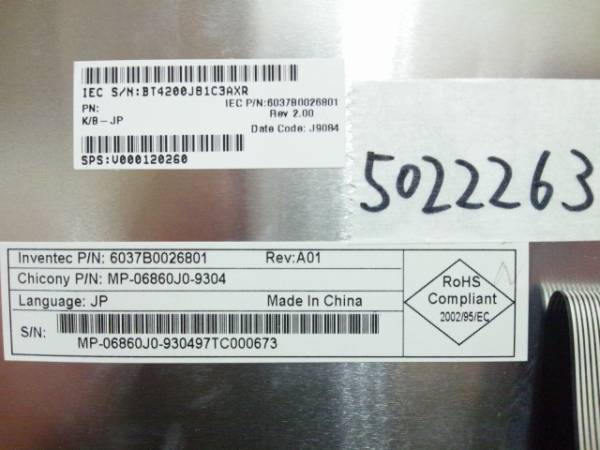 IEC S/N:BT4200JB1C3AXR
PN:
IEC P/N:6037B0026801
K/B-JP
Rev 2.00
Date Code: J9084
SPS:V000120260
5022263
Inventec P/N: 6037B0026801 Rev:A01
Chicony P/N: MP-06860J0-9304
Language: JP Made In China
S/N:
MP-06860J0-930497TC000673
RoHS
Compliant
2002/95/EC